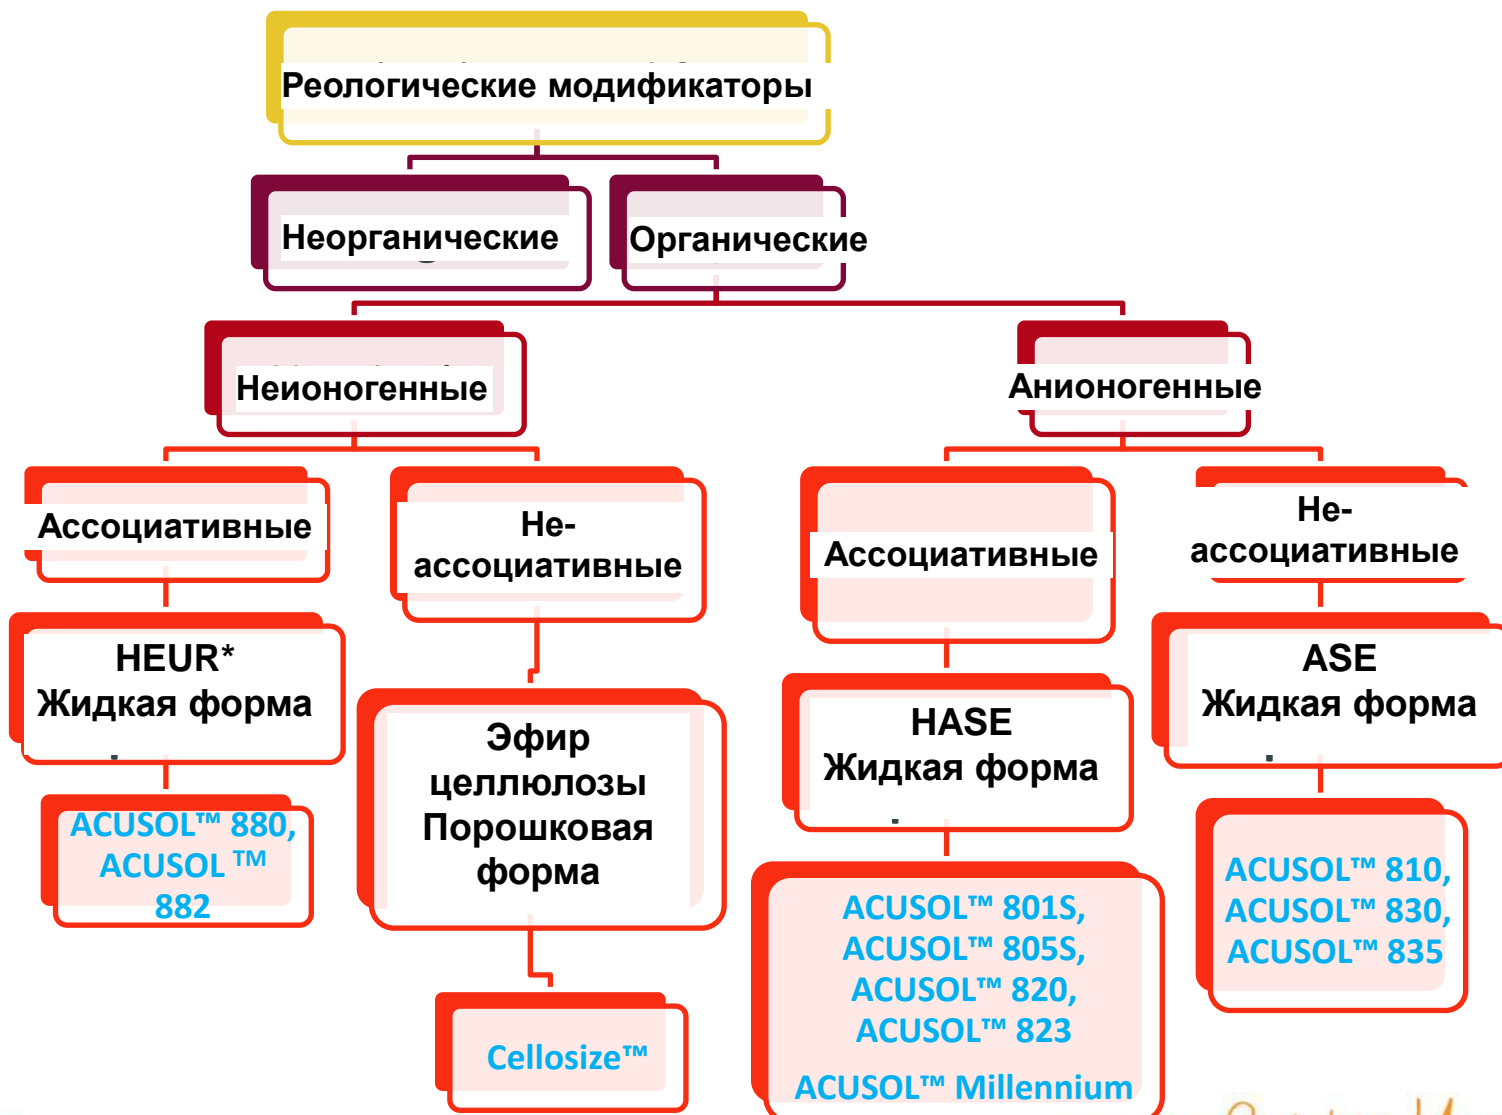 Реологические модификаторы
Неорганические
Органические
Неионогенные
Анионогенные
Ассоциативные
Не-
ассоциативные
Ассоциативные
Не-
ассоциативные
HEUR*
Жидкая форма
Эфир
целлюлозы
Порошковая
форма
HASE
Жидкая форма
ASE
Жидкая форма
ACUSOL™ 880,
ACUSOL ™
882
Cellosize™
ACUSOL™ 801S,
ACUSOL™ 805S,
ACUSOL™ 820,
ACUSOL™ 823
ACUSOL™ Millennium
ACUSOL™ 810,
ACUSOL™ 830,
ACUSOL™ 835